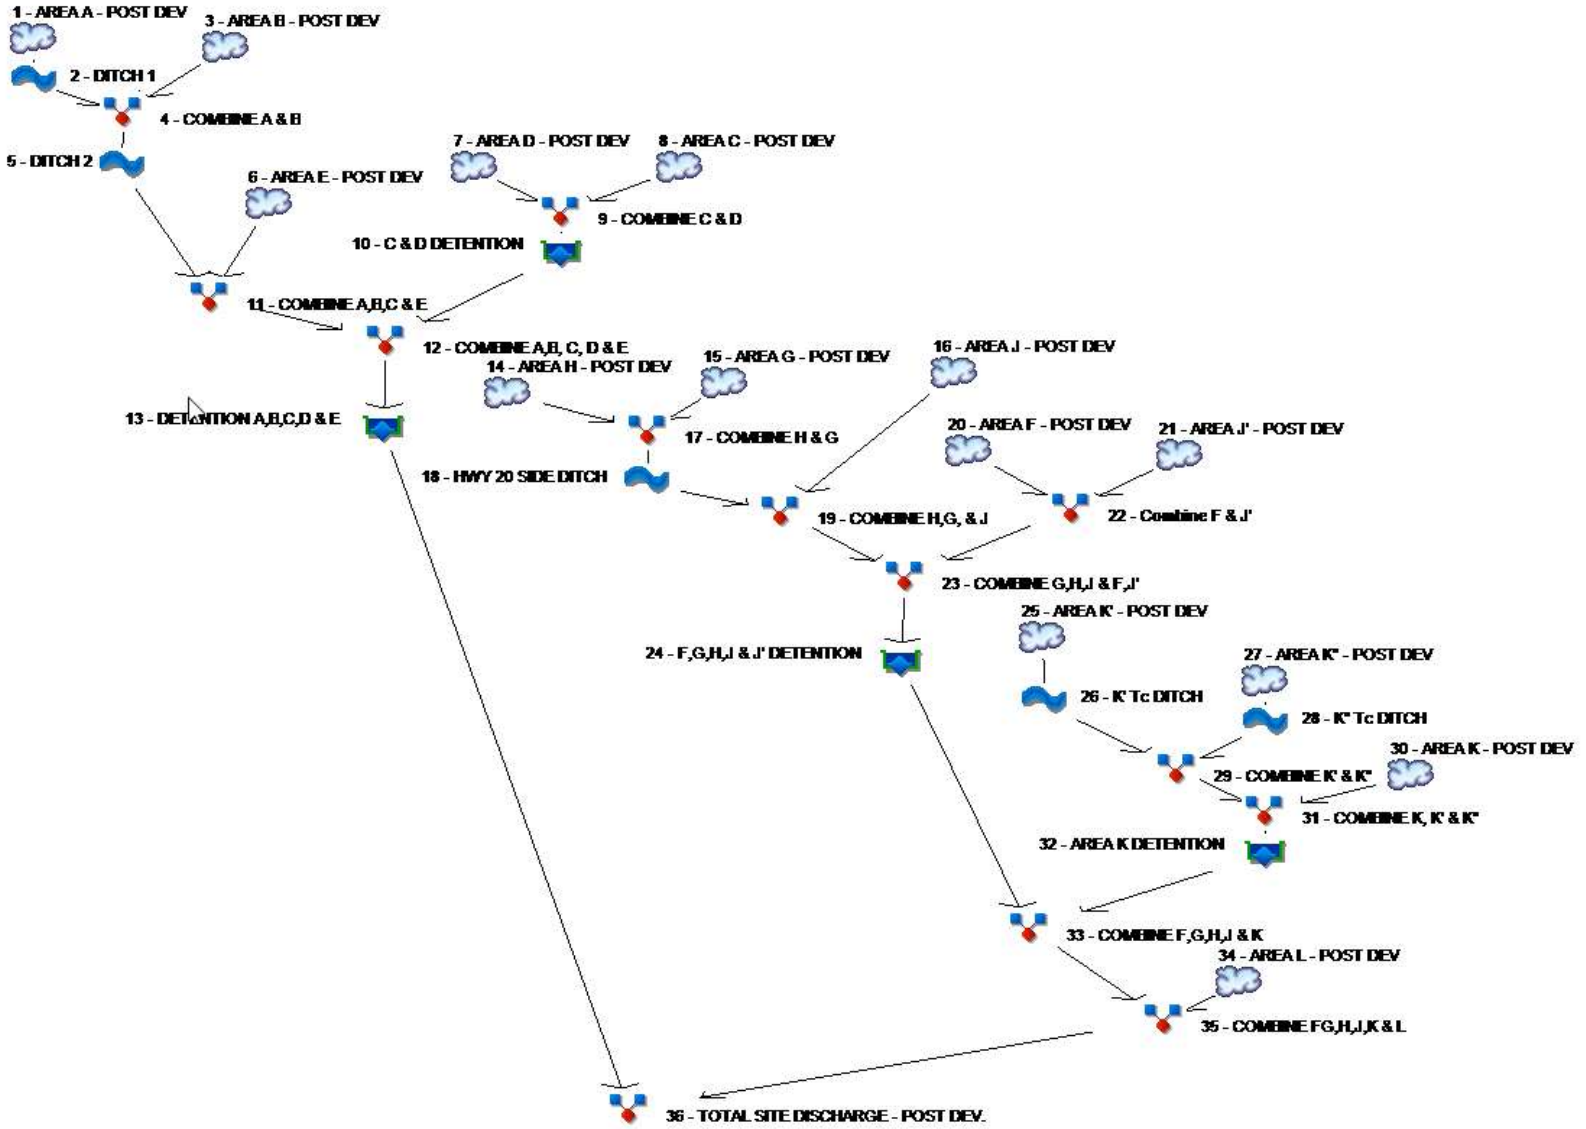 1 - AREA A - POST DEV
3 - AREA B - POST DEV
2 - DITCH 1
4 - COMBINE A & B
5 - DITCH 2
6 - AREA E - POST DEV
7 - AREA D - POST DEV
8 - AREA C - POST DEV
9 - COMBINE C & D
10 - C & D DETENTION
11 - COMBINE A,B,C & E
12 - COMBINE A,B, C, D & E
13 - DETENTION A,B,C,D & E
14 - AREA H - POST DEV
15 - AREA G - POST DEV
16 - AREA J - POST DEV
17 - COMBINE H & G
18 - HWY 20 SIDE DITCH
19 - COMBINE H,G, & J
20 - AREA F - POST DEV
21 - AREA J' - POST DEV
22 - Combine F & J'
23 - COMBINE G,H,J & F,J'
24 - F,G,H,J & J' DETENTION
25 - AREA K' - POST DEV
26 - K' Tc DITCH
27 - AREA K" - POST DEV
28 - K" Tc DITCH
29 - COMBINE K' & K"
30 - AREA K - POST DEV
31 - COMBINE K, K' & K"
32 - AREA K DETENTION
33 - COMBINE F,G,H,J & K
34 - AREA L - POST DEV
35 - COMBINE FG,H,J,K & L
36 - TOTAL SITE DISCHARGE - POST DEV.